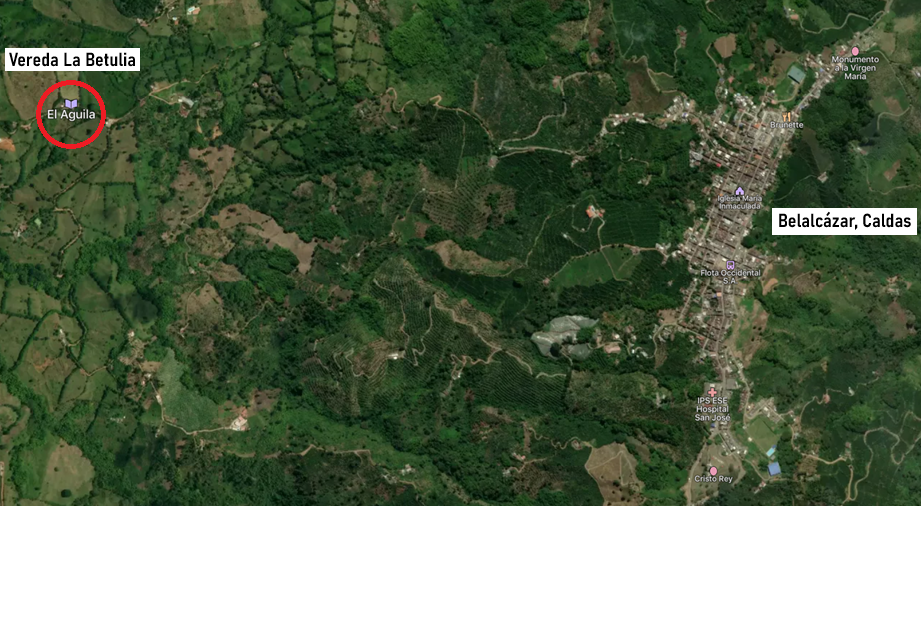 Vereda La Betulia
El Aguila
Monumento
a la Virgen
María
Brunette
Iglesia María
Inmaculada
Belalcázar, Caldas
Flota Occidental
S.A
IPS ESE
Hospital
San José
Cristo Rey